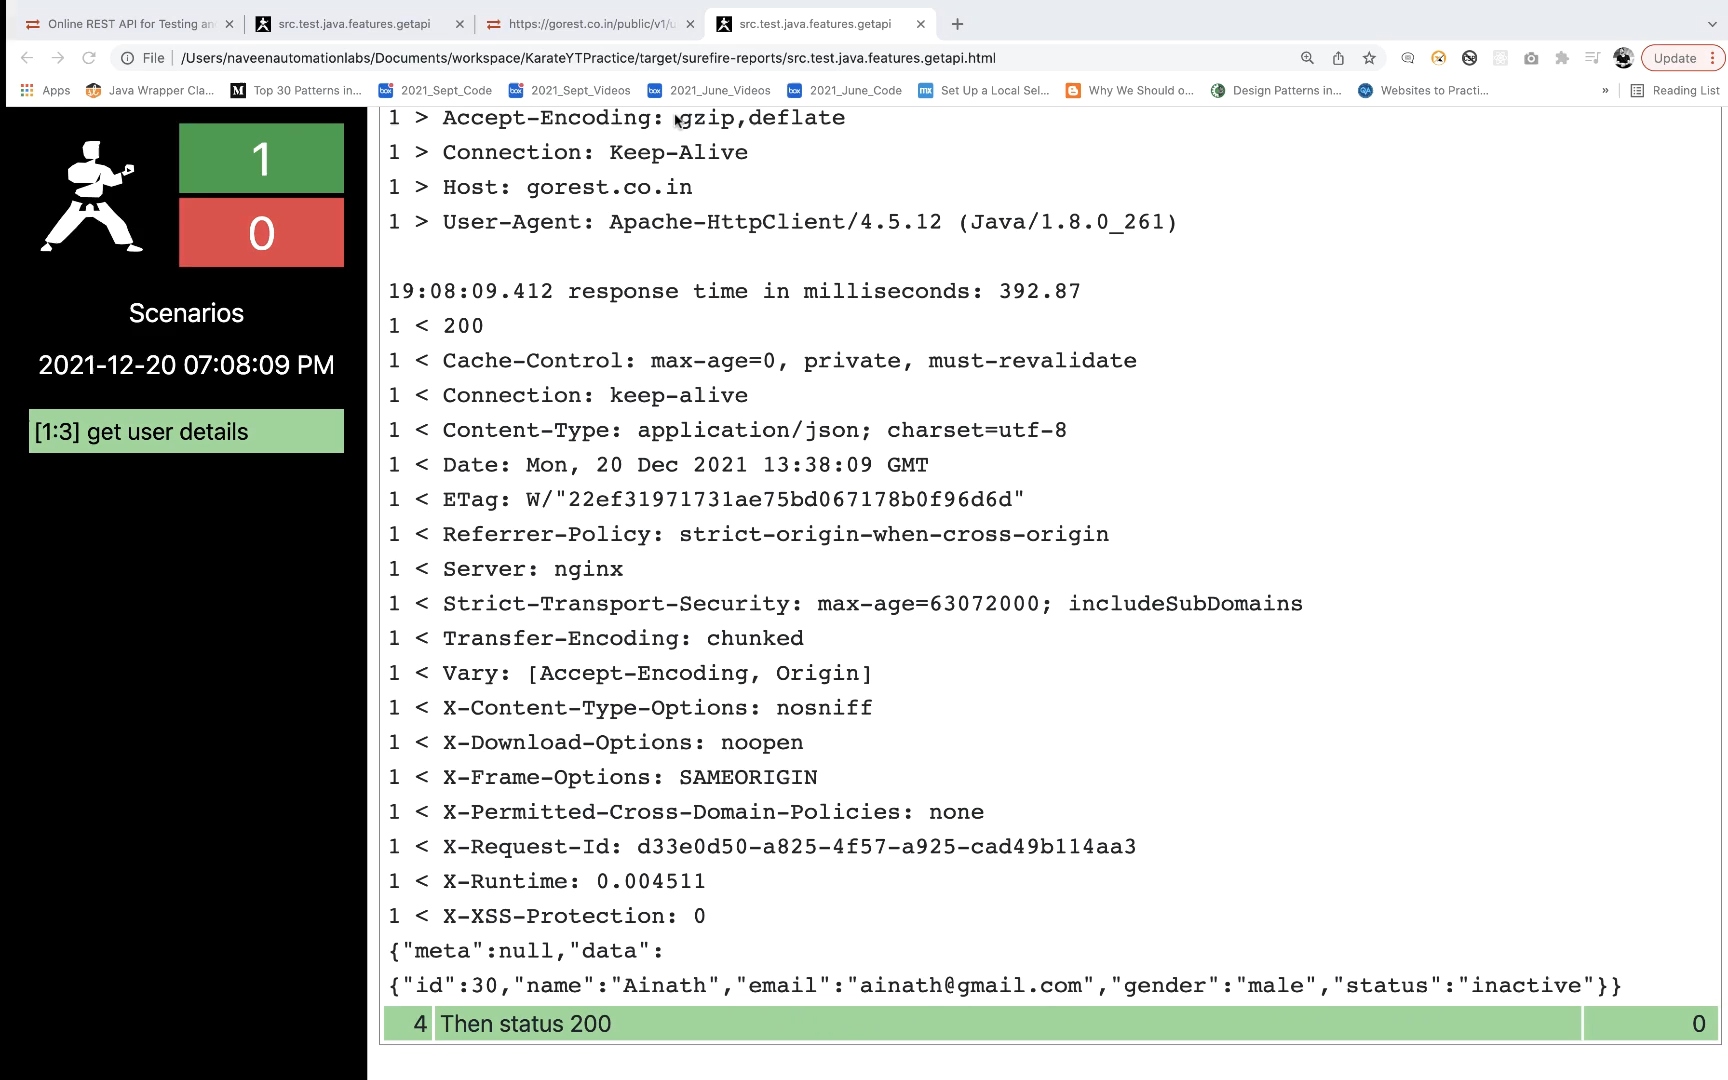 Online REST API for Testing an
src.test.java.features.getapi
https://gorest.co.in/public/v1/u
src.test.java.features.getapi
File
/Users/naveenautomationlabs/Documents/workspace/KarateYTPractice/target/surefire-reports/src.test.java.features.getapi.html
Update
Apps
Java Wrapper Cla...
Top 30 Patterns in...
2021_Sept_Code
2021_Sept_Videos
2021_June_Videos
2021_June_Code
Set Up a Local Sel...
Why We Should o...
Design Patterns in...
Websites to Practi...
»
Reading List
1
0
Scenarios
2021-12-20 07:08:09 PM
[1:3] get user details
1 > Accept-Encoding: gzip,deflate
1 > Connection: Keep-Alive
1 > Host: gorest.co.in
1 > User-Agent: Apache-HttpClient/4.5.12 (Java/1.8.0_261)
19:08:09.412 response time in milliseconds: 392.87
1 < 200
1 < Cache-Control: max-age=0, private, must-revalidate
1 < Connection: keep-alive
1 < Content-Type: application/json; charset=utf-8
1 < Date: Mon, 20 Dec 2021 13:38:09 GMT
1 < ETag: W/"22ef31971731ae75bd067178b0f96d6d"
1 < Referrer-Policy: strict-origin-when-cross-origin
1 < Server: nginx
1 < Strict-Transport-Security: max-age=63072000; includeSubDomains
1 < Transfer-Encoding: chunked
1 < Vary: [Accept-Encoding, Origin]
1 < X-Content-Type-Options: nosniff
1 < X-Download-Options: noopen
1 < X-Frame-Options: SAMEORIGIN
1 < X-Permitted-Cross-Domain-Policies: none
1 < X-Request-Id: d33e0d50-a825-4f57-a925-cad49b114aa3
1 < X-Runtime: 0.004511
1 < X-XSS-Protection: 0
{"meta":null,"data":
{"id":30,"name":"Ainath","email":"ainath@gmail.com","gender":"male","status":"inactive"}}
4 Then status 200 0